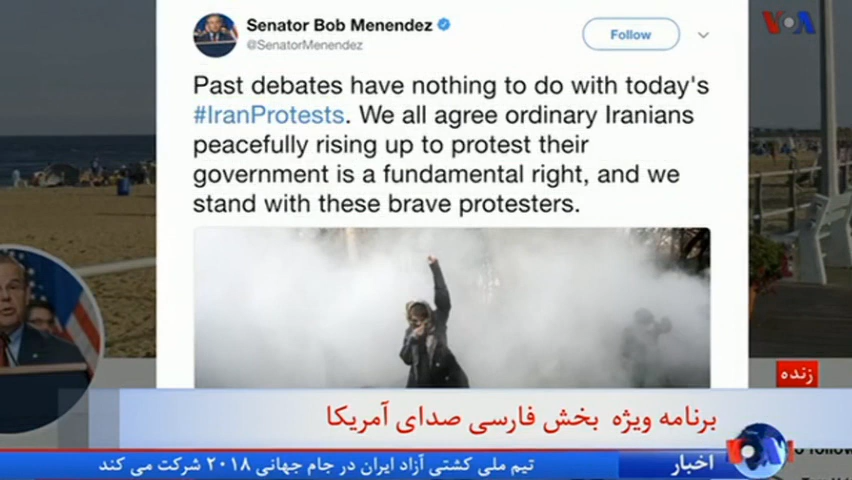 Senator Bob Menendez
@SenatorMenendez
Follow
VOA
Past debates have nothing to do with today's
#IranProtests. We all agree ordinary Iranians
peacefully rising up to protest their
government is a fundamental right, and we
stand with these brave protesters.
زنده
برنامه ویژه بخش فارسی صدای آمریکا
VOA
to follow
اخبار
تیم ملی کشتی آزاد ایران در جام جهانی ۲۰۱۸ شرکت می کند